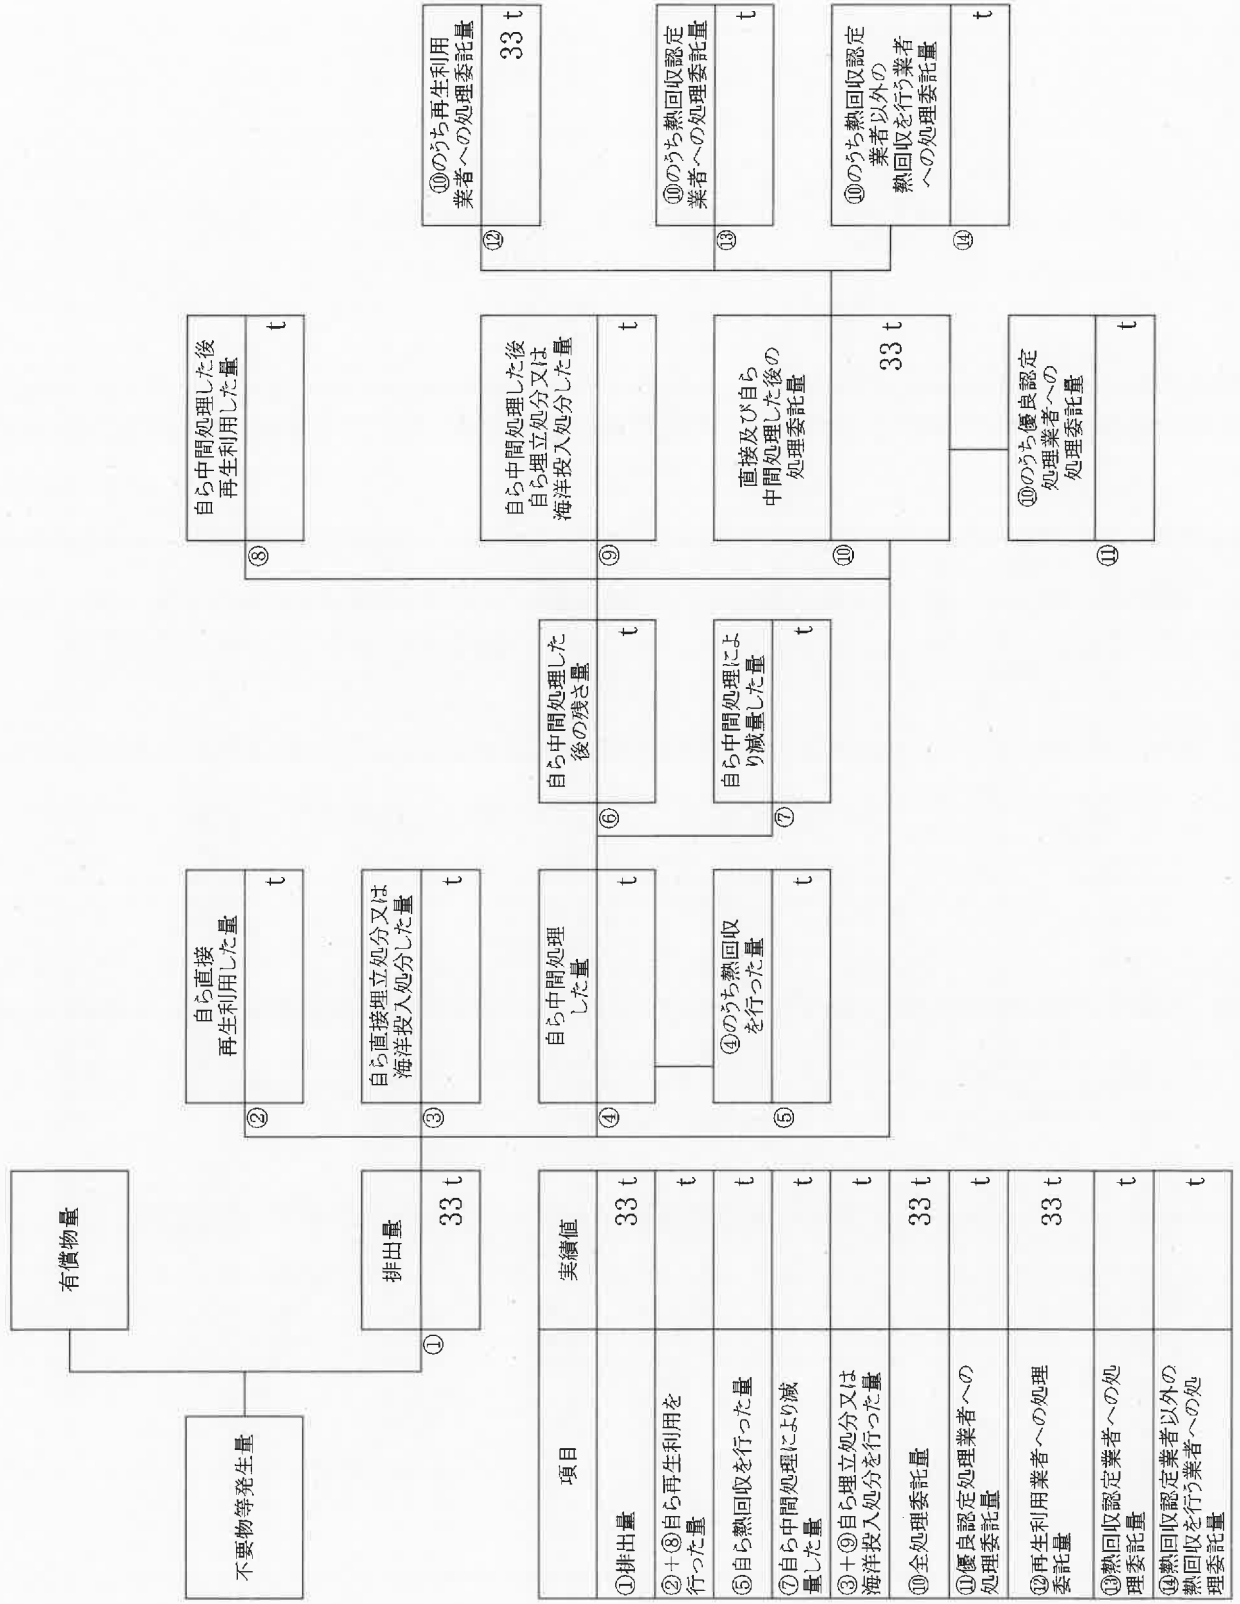 不要物等発生量
有償物量
排出量
①
33 t
自ら直接
再生利用した量
②
t
自ら直接埋立処分又は
海洋投入処分した量
③
t
自ら中間処理
した量
④
t
④のうち熱回収
を行った量
⑤
t
自ら中間処理した
後の残さ量
⑥
t
自ら中間処理によ
り減量した量
⑦
t
自ら中間処理した後
再生利用した量
⑧
t
自ら中間処理した後
自ら埋立処分又は
海洋投入処分した量
⑨
t
直接及び自ら
中間処理した後の
処理委託量
⑩
33 t
⑩のうち優良認定
処理業者への
処理委託量
⑪
t
⑩のうち再生利用
業者への処理委託量
⑫
33 t
⑩のうち熱回収認定
業者への処理委託量
⑬
t
⑩のうち熱回収認定
業者以外の
熱回収を行う業者
への処理委託量
⑭
t
項目
実績値
①排出量
33 t
②+⑧自ら再生利用を
行った量
t
⑤自ら熱回収を行った量
t
⑦自ら中間処理により減
量した量
t
③+⑨自ら埋立処分又は
海洋投入処分を行った量
t
⑩全処理委託量
33 t
⑪優良認定処理業者への
処理委託量
t
⑫再生利用業者への処理
委託量
33 t
⑬熱回収認定業者への処
理委託量
t
⑭熱回収認定業者以外の
熱回収を行う業者への処
理委託量
t